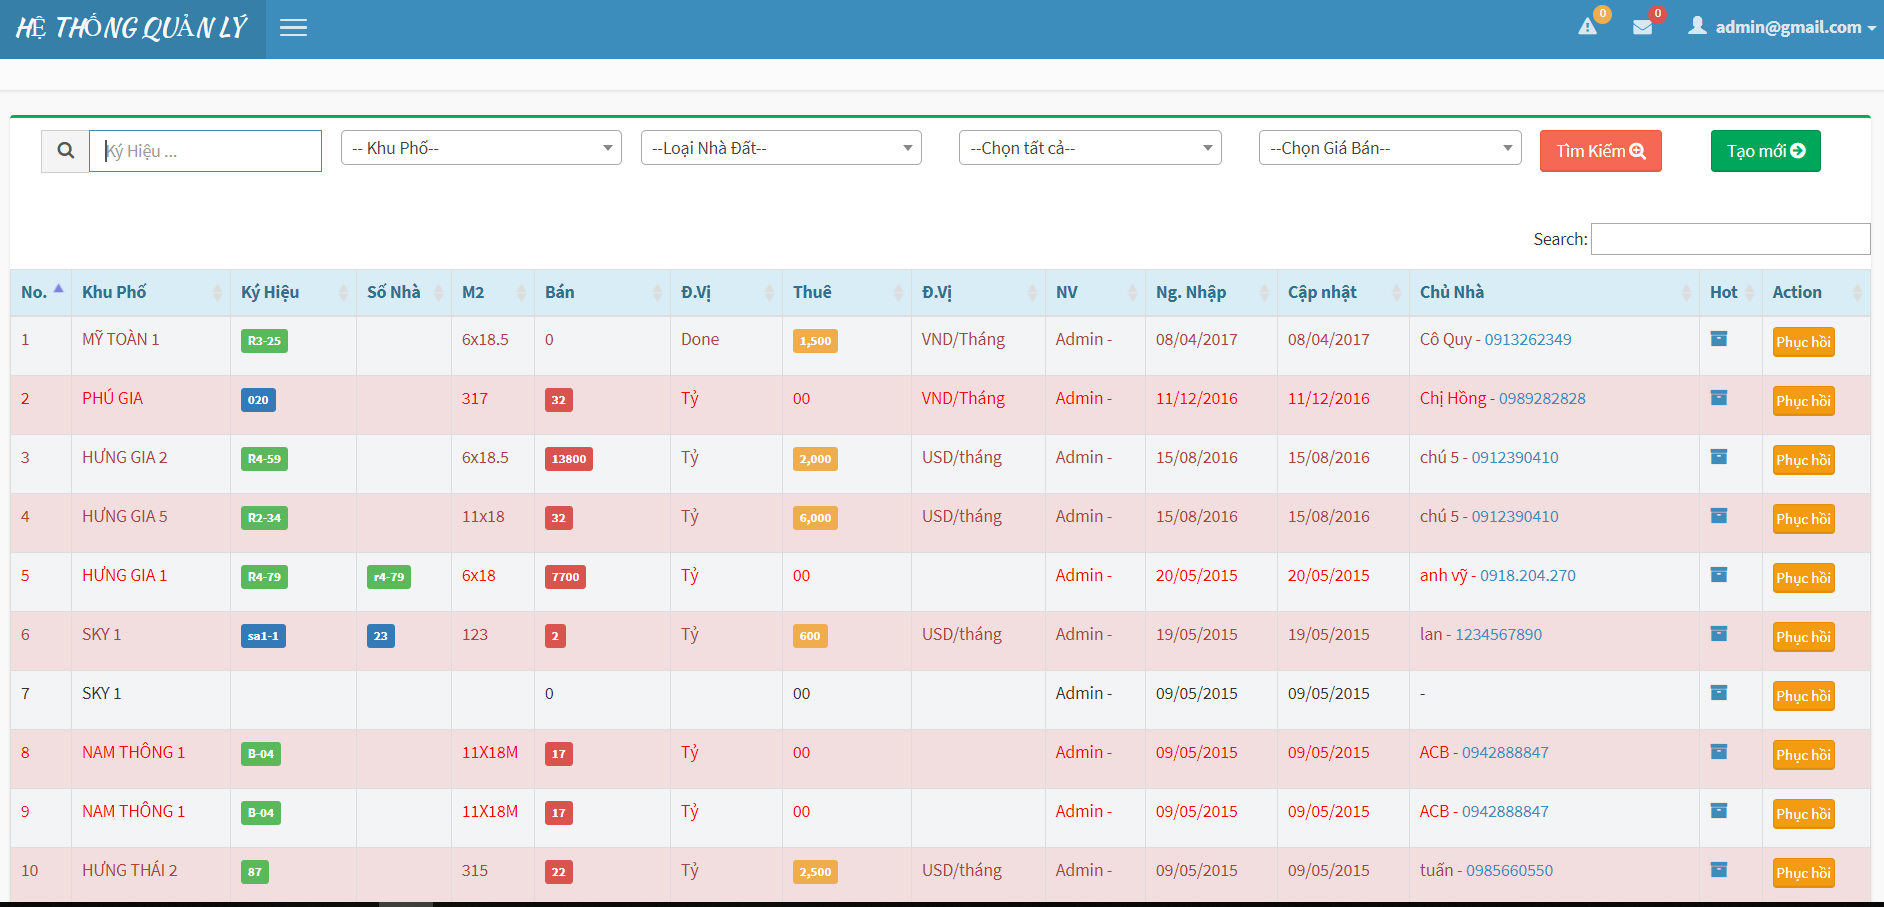 HỆ THỐNG QUẢN LÝ 0 0 admin@gmail.com
Ký Hiệu ... -- Khu Phố-- --Loại Nhà Đất-- --Chọn tất cả-- --Chọn Giá Bán-- Tìm Kiếm Tạo mới
Search:
No. Khu Phố Ký Hiệu Số Nhà M2 Bán Đ.Vị Thuê Đ.Vị NV Ng. Nhập Cập nhật Chủ Nhà Hot Action
1 MỸ TOÀN 1 R3-25 6x18.5 0 Done 1,500 VND/Tháng Admin - 08/04/2017 08/04/2017 Cô Quy - 0913262349 Phục hồi
2 PHÚ GIA 020 317 32 Tỷ 00 VND/Tháng Admin - 11/12/2016 11/12/2016 Chị Hồng - 0989282828 Phục hồi
3 HƯNG GIA 2 R4-59 6x18.5 13800 Tỷ 2,000 USD/tháng Admin - 15/08/2016 15/08/2016 chú 5 - 0912390410 Phục hồi
4 HƯNG GIA 5 R2-34 11x18 32 Tỷ 6,000 USD/tháng Admin - 15/08/2016 15/08/2016 chú 5 - 0912390410 Phục hồi
5 HƯNG GIA 1 R4-79 r4-79 6x18 7700 Tỷ 00 Admin - 20/05/2015 20/05/2015 anh vỹ - 0918.204.270 Phục hồi
6 SKY 1 sa1-1 23 123 2 Tỷ 600 USD/tháng Admin - 19/05/2015 19/05/2015 lan - 1234567890 Phục hồi
7 SKY 1 0 00 Admin - 09/05/2015 09/05/2015 - Phục hồi
8 NAM THÔNG 1 B-04 11X18M 17 Tỷ 00 Admin - 09/05/2015 09/05/2015 ACB - 0942888847 Phục hồi
9 NAM THÔNG 1 B-04 11X18M 17 Tỷ 00 Admin - 09/05/2015 09/05/2015 ACB - 0942888847 Phục hồi
10 HƯNG THÁI 2 87 315 22 Tỷ 2,500 USD/tháng Admin - 09/05/2015 09/05/2015 tuấn - 0985660550 Phục hồi